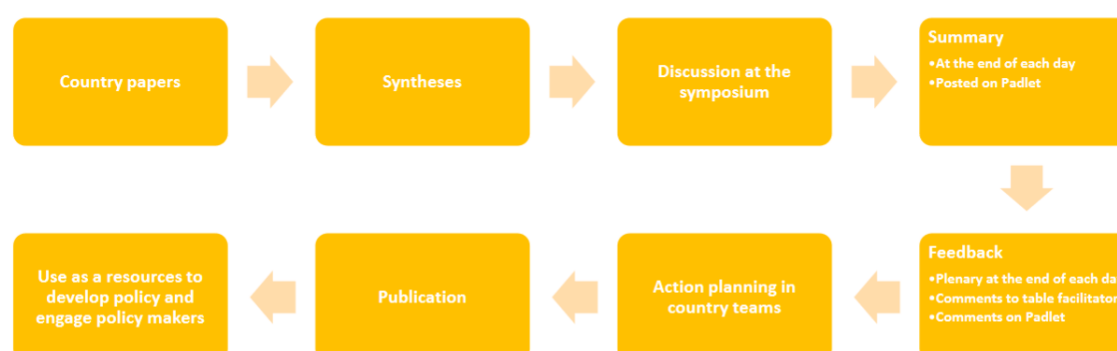 Country papers
Syntheses
Discussion at the
symposium
Summary
•At the end of each day
•Posted on Padlet
Feedback
•Plenary at the end of each day
•Comments to table facilitator
•Comments on Padlet
Action planning in
country teams
Publication
Use as a resources to
develop policy and
engage policy makers